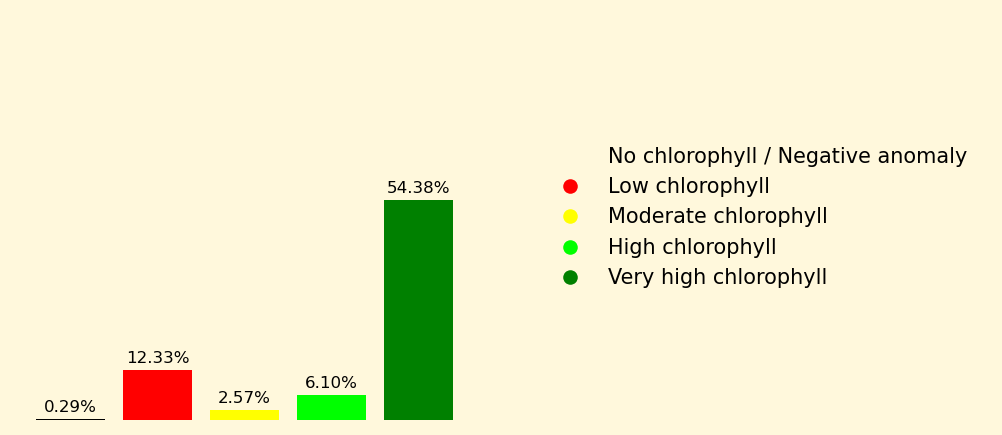 No chlorophyll / Negative anomaly
Low chlorophyll
Moderate chlorophyll
High chlorophyll
Very high chlorophyll
54.38%
12.33%
6.10%
2.57%
0.29%